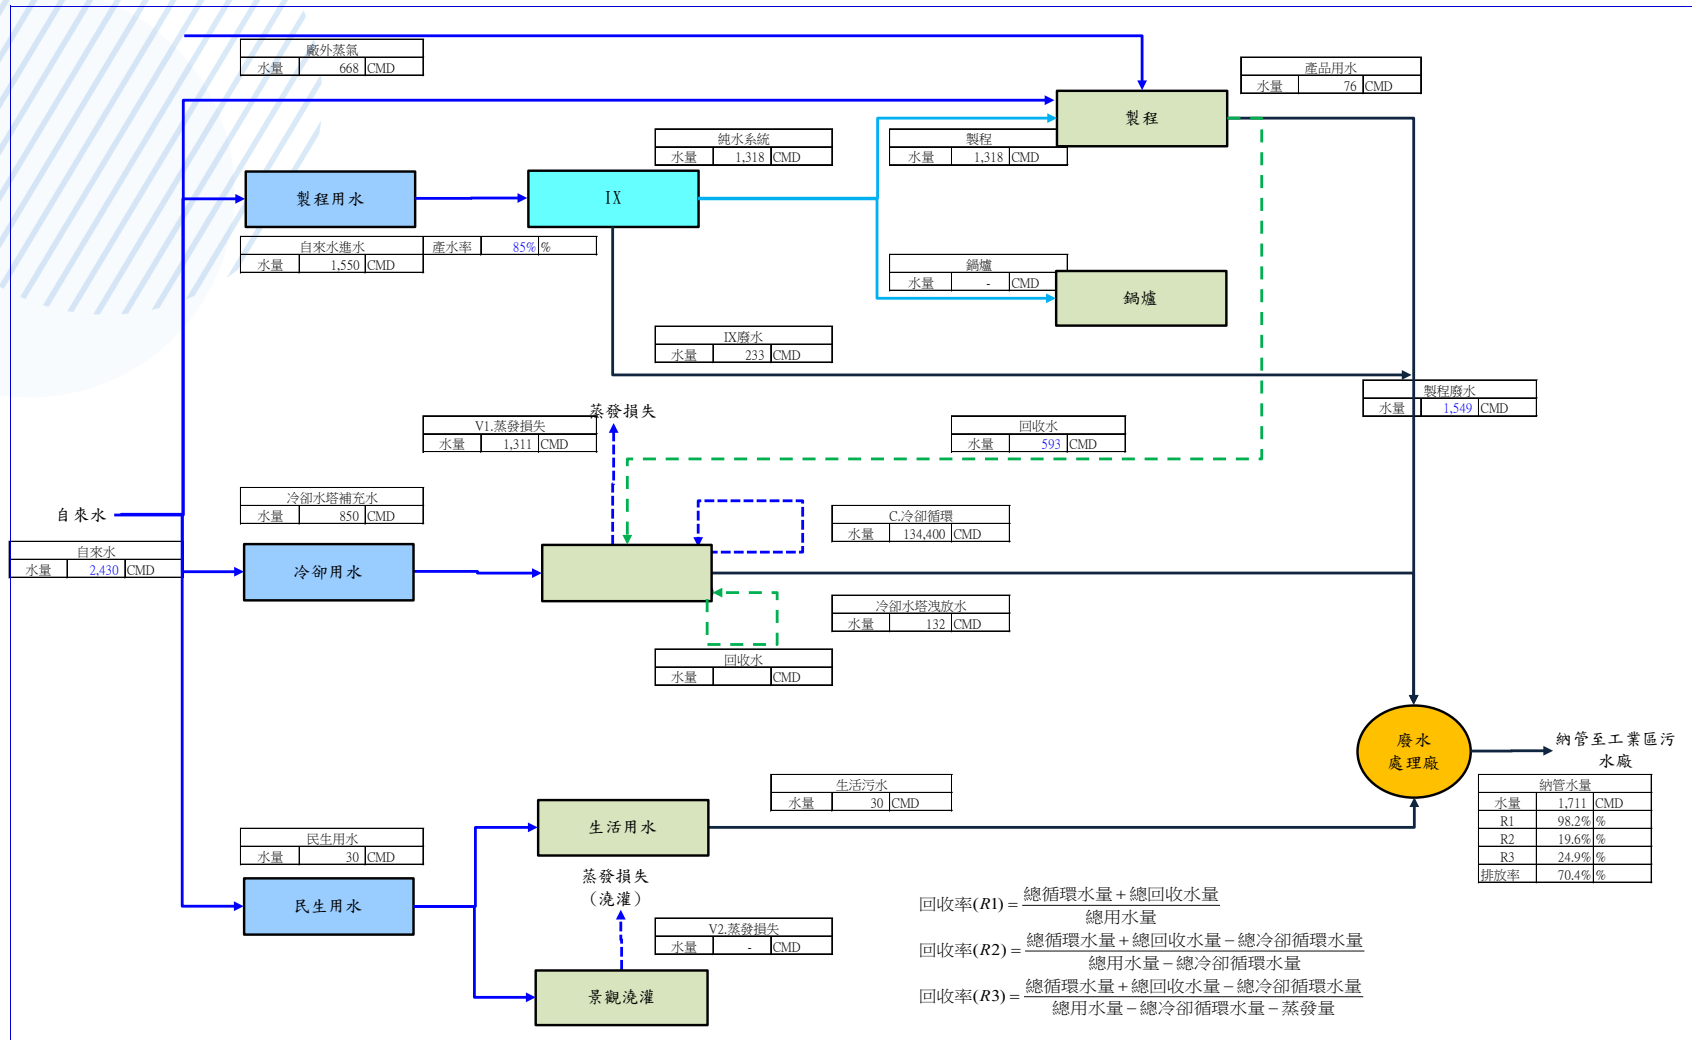 廠外蒸氣
水量 668 CMD
產品用水
水量 76 CMD
製程
純水系統
水量 1,318 CMD
製程
水量 1,318 CMD
製程用水
IX
自來水進水 產水率 85% %
水量 1,550 CMD
鍋爐
水量 - CMD
鍋爐
IX廢水
水量 233 CMD
製程廢水
水量 1,549 CMD
蒸發損失
V1.蒸發損失
水量 1,311 CMD
回收水
水量 593 CMD
冷卻水塔補充水
水量 850 CMD
自來水
C.冷卻循環
水量 134,400 CMD
自來水
水量 2,430 CMD
冷卻用水
冷卻水塔洩放水
水量 132 CMD
回收水
水量 CMD
廢水
處理廠
納管至工業區污
水廠
納管水量
水量 1,711 CMD
R1 98.2% %
R2 19.6% %
R3 24.9% %
排放率 70.4% %
生活污水
水量 30 CMD
生活用水
民生用水
水量 30 CMD
民生用水
蒸發損失
(澆灌)
V2.蒸發損失
水量 - CMD
景觀澆灌
回收率(R1) = 總循環水量 + 總回收水量
總用水量
回收率(R2) = 總循環水量 + 總回收水量 − 總冷卻循環水量
總用水量 − 總冷卻循環水量
回收率(R3) = 總循環水量 + 總回收水量 − 總冷卻循環水量
總用水量 − 總冷卻循環水量 − 蒸發量